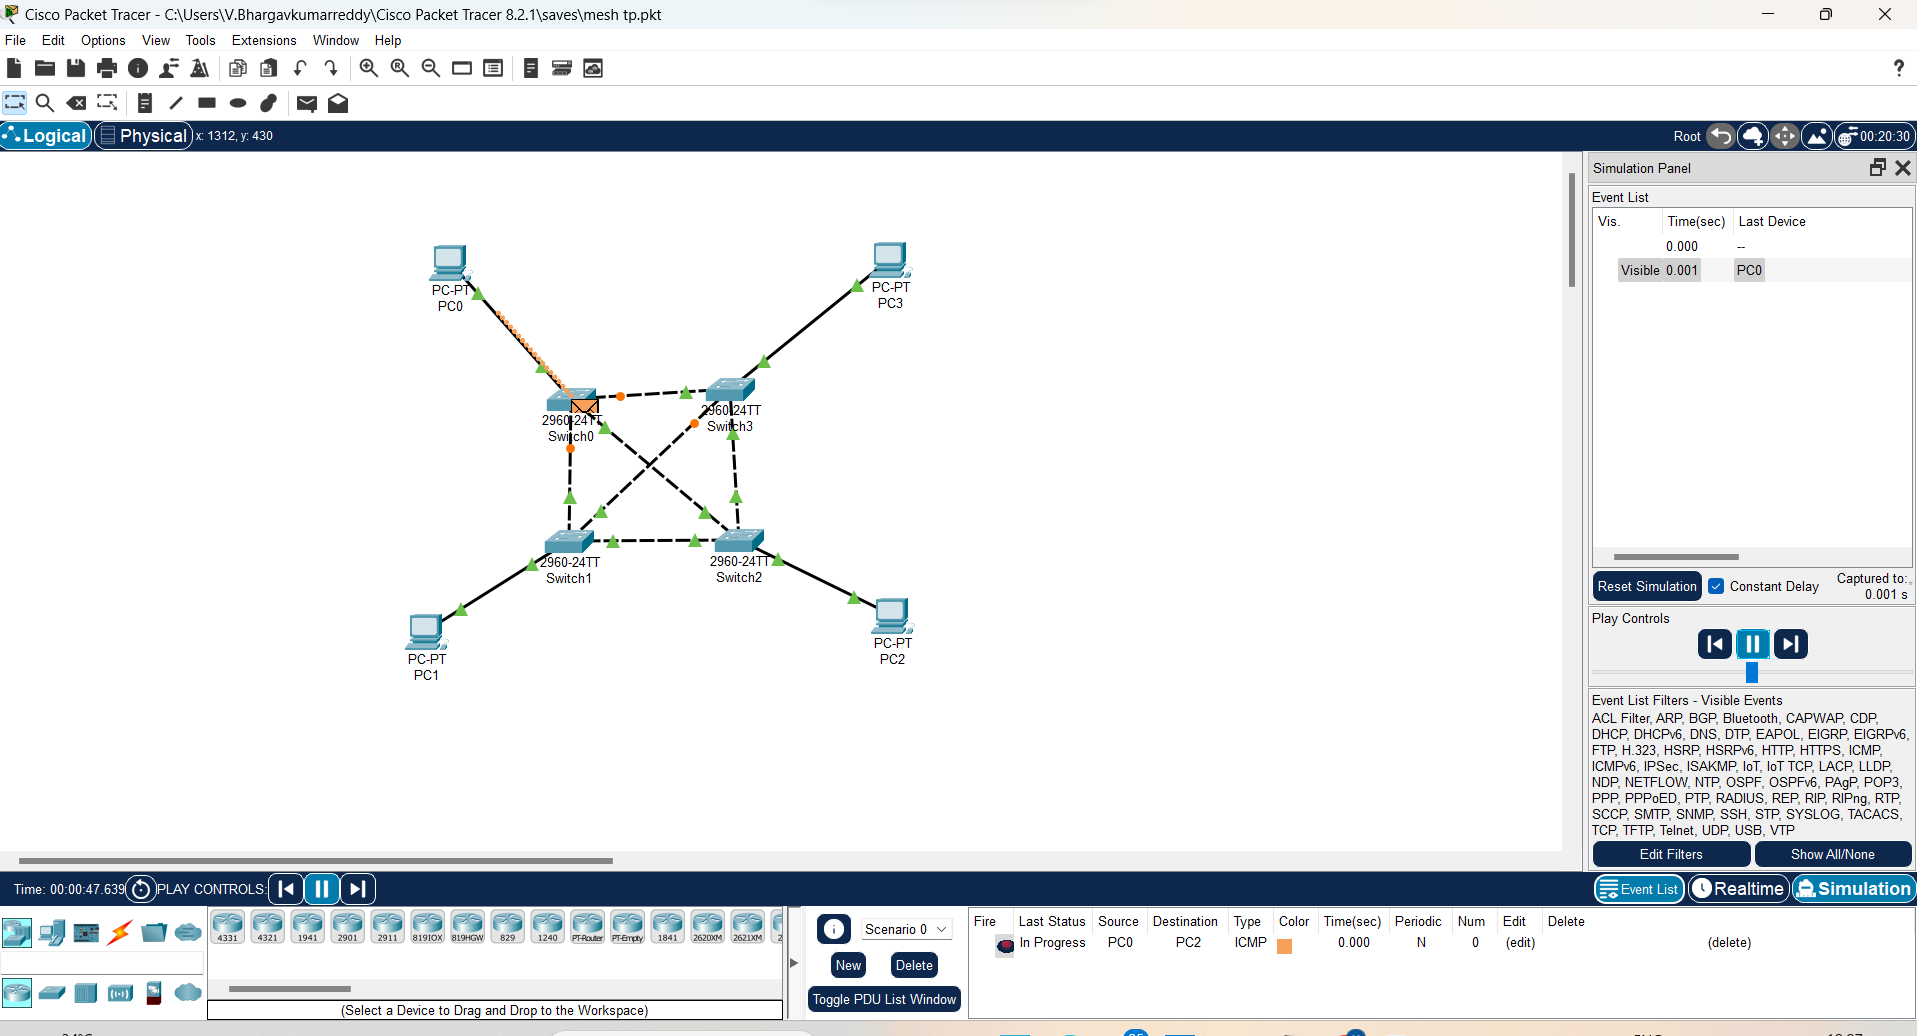 Cisco Packet Tracer - C:\Users\V.Bhargavkumarreddy\Cisco Packet Tracer 8.2.1\saves\mesh tp.pkt
File Edit Options View Tools Extensions Window Help
?
Logical Physical x: 1312, y: 430 Root 00:20:30
Simulation Panel
Event List
Vis. Time(sec) Last Device
0.000 --
Visible 0.001 PC0
PC-PT
PC0
PC-PT
PC3
2960-24TT
Switch0
2960-24TT
Switch3
2960-24TT
Switch1
2960-24TT
Switch2
PC-PT
PC1
PC-PT
PC2
Reset Simulation Constant Delay Captured to:
0.001 s
Play Controls
Event List Filters - Visible Events
ACL Filter, ARP, BGP, Bluetooth, CAPWAP, CDP,
DHCP, DHCPv6, DNS, DTP, EAPOL, EIGRP, EIGRPv6,
FTP, H.323, HSRP, HSRPv6, HTTP, HTTPS, ICMP,
ICMPv6, IPSec, ISAKMP, IoT, IoT TCP, LACP, LLDP,
NDP, NETFLOW, NTP, OSPF, OSPFv6, PAgP, POP3,
PPP, PPPoED, PTP, RADIUS, REP, RIP, RIPng, RTP,
SCCP, SMTP, SNMP, SSH, STP, SYSLOG, TACACS,
TCP, TFTP, Telnet, UDP, USB, VTP
Edit Filters Show All/None
Time: 00:00:47.639 PLAY CONTROLS: Event List Realtime Simulation
4331 4321 1941 2901 2911 819IOX 819HGW 829 1240 PT-Router PT-Empty 1841 2620XM 2621XM 2
(Select a Device to Drag and Drop to the Workspace)
Scenario 0
New Delete
Toggle PDU List Window
Fire Last Status Source Destination Type Color Time(sec) Periodic Num Edit Delete
In Progress PC0 PC2 ICMP 0.000 N 0 (edit) (delete)